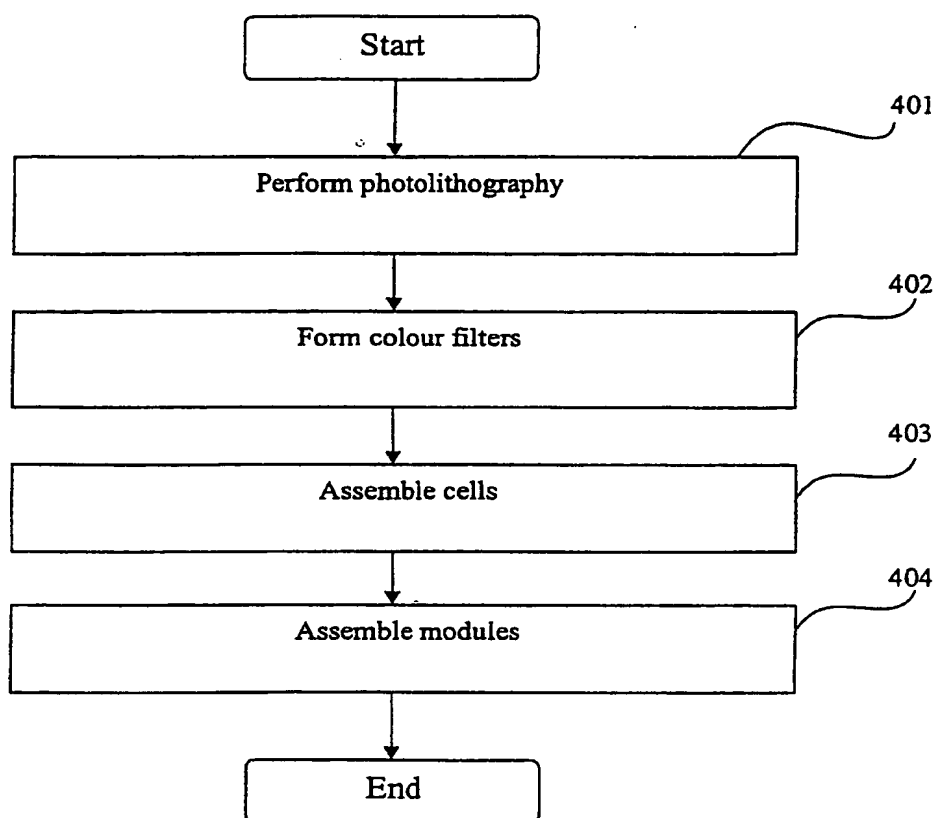 Start
401
Perform photolithography
402
Form colour filters
403
Assemble cells
404
Assemble modules
End